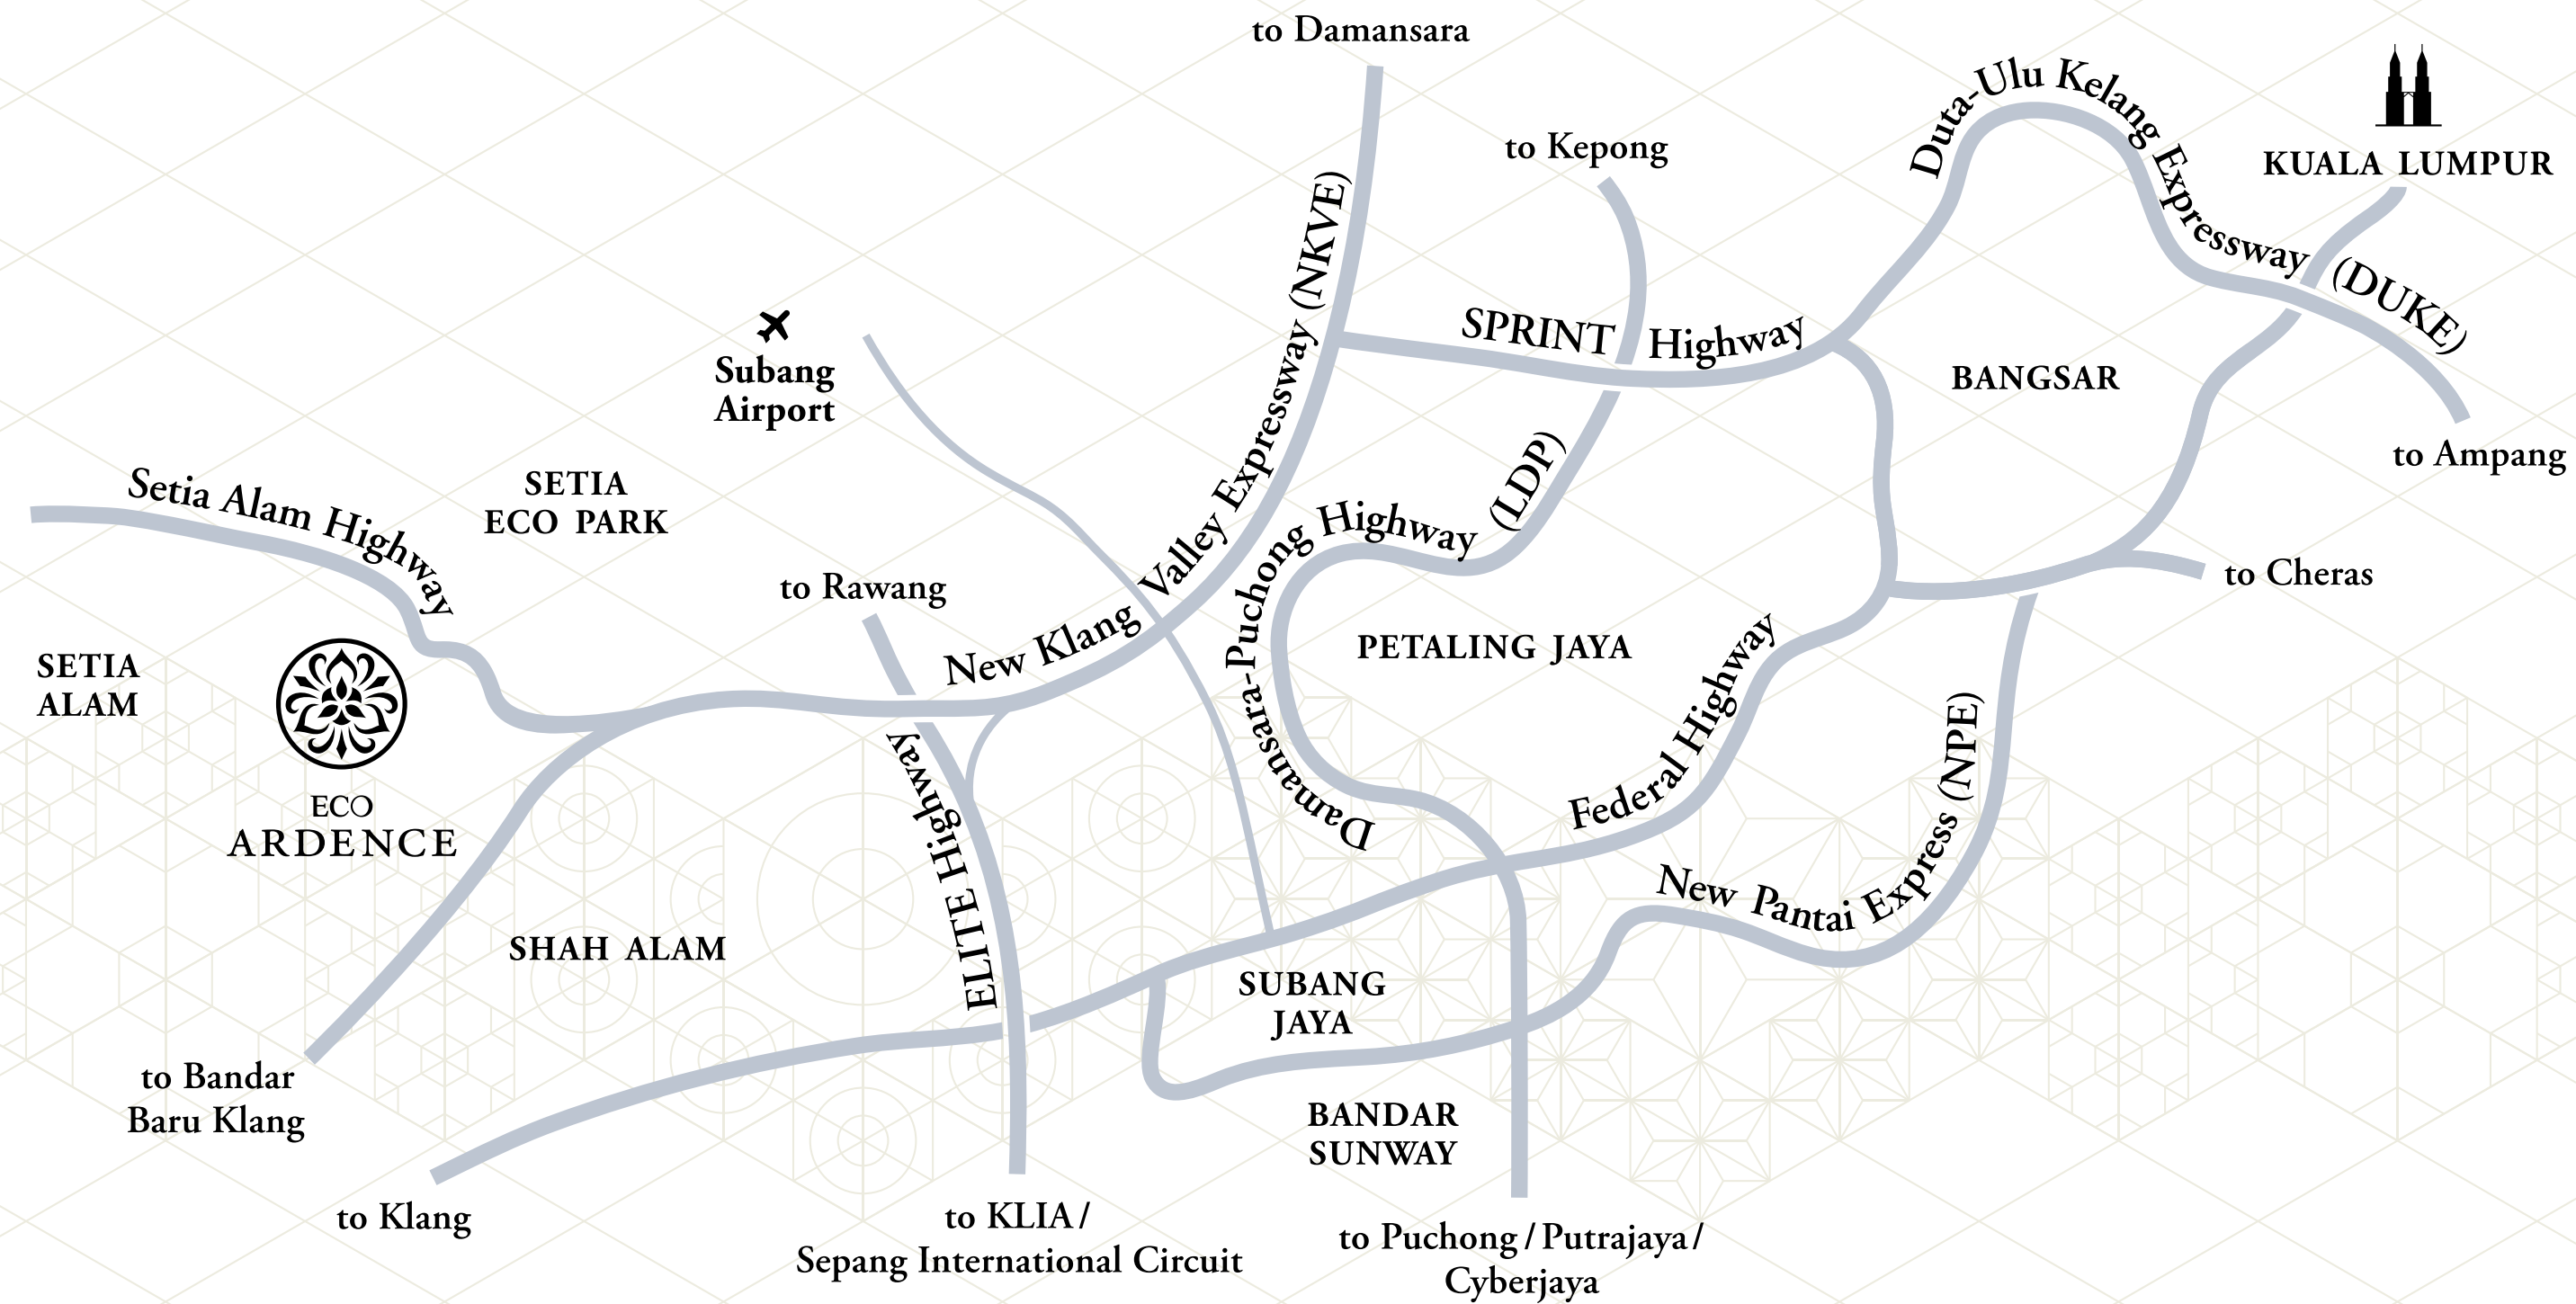 to Damansara
KUALA LUMPUR
Duta-Ulu Kelang Expressway (DUKE)
to Kepong
New Klang Valley Expressway (NKVE)
SPRINT Highway
Subang
Airport
BANGSAR
to Ampang
Setia Alam Highway
SETIA
ECO PARK
Damansara-Puchong Highway (LDP)
to Rawang
to Cheras
SETIA
ALAM
PETALING JAYA
Federal Highway
ELITE Highway
New Pantai Express (NPE)
ECO
ARDENCE
SHAH ALAM
SUBANG
JAYA
to Bandar
Baru Klang
BANDAR
SUNWAY
to Klang
to KLIA /
Sepang International Circuit
to Puchong / Putrajaya /
Cyberjaya